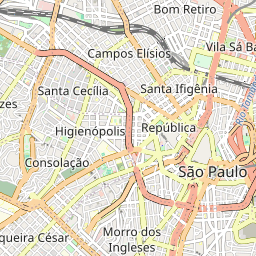 Bom Retiro
Vila Sá Ba
Campos Elísios
Santa Cecília
Santa Ifigênia
zes
Higienópolis
República
Consolação
São Paulo
queira César
Morro dos
Ingleses